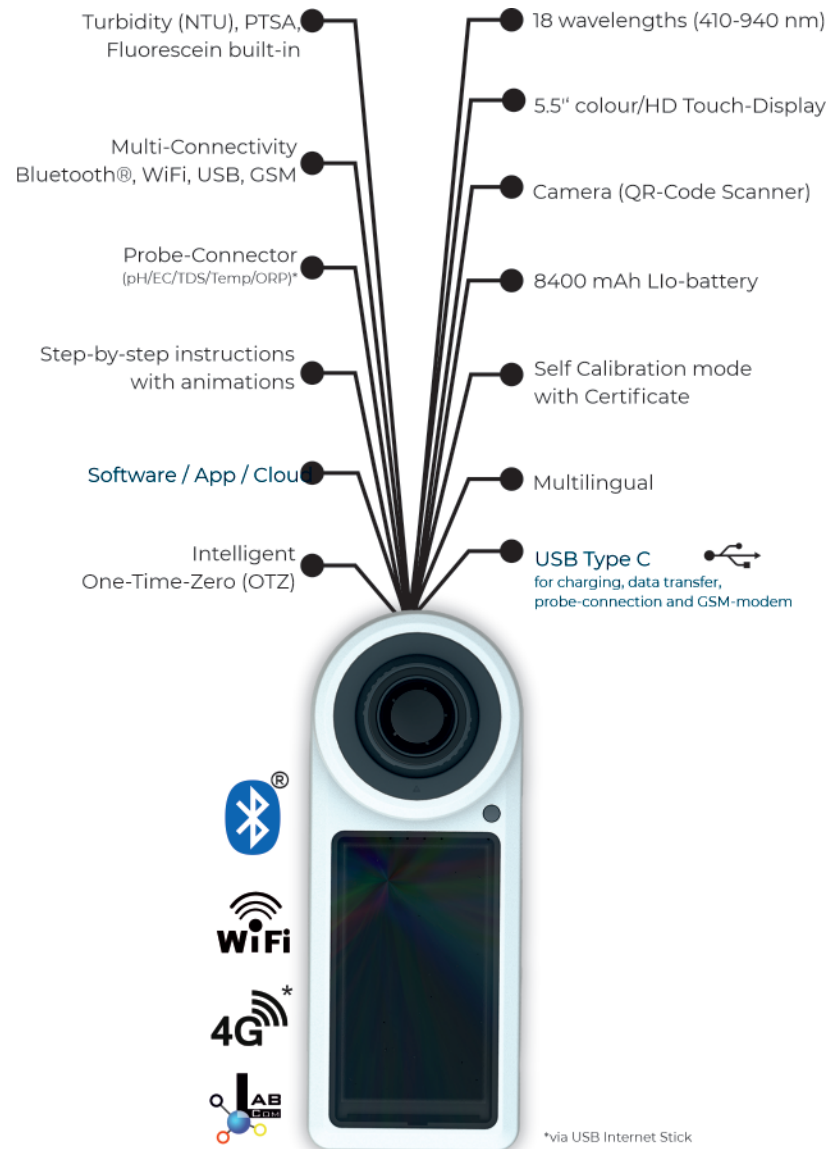 Turbidity (NTU), PTSA,
Fluorescein built-in
Multi-Connectivity
Bluetooth®, WiFi, USB, GSM
Probe-Connector
(pH/EC/TDS/Temp/ORP)*
Step-by-step instructions
with animations
Software / App / Cloud
Intelligent
One-Time-Zero (OTZ)
18 wavelengths (410-940 nm)
5.5" colour/HD Touch-Display
Camera (QR-Code Scanner)
8400 mAh LIo-battery
Self Calibration mode
with Certificate
Multilingual
USB Type C
for charging, data transfer,
probe-connection and GSM-modem
®
WiFi
4G*
LAB
COM
*via USB Internet Stick